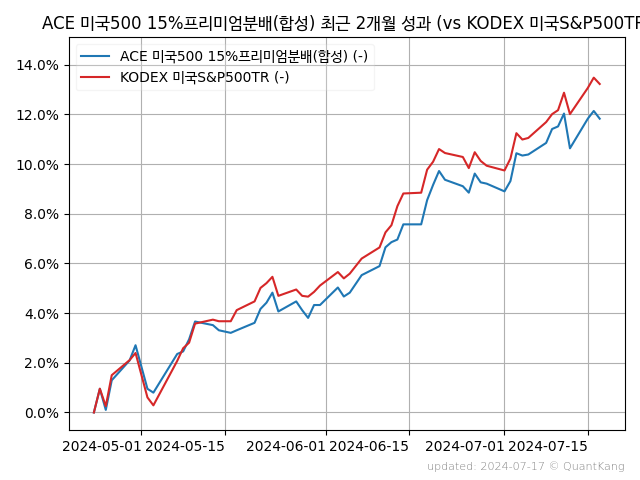 ACE 미국500 15%프리미엄분배(합성) 최근 2개월 성과 (vs KODEX 미국S&P500TR
ACE 미국500 15%프리미엄분배(합성) (-)
KODEX 미국S&P500TR (-)
14.0%
12.0%
10.0%
8.0%
6.0%
4.0%
2.0%
0.0%
2024-05-01 2024-05-15 2024-06-01 2024-06-15 2024-07-01 2024-07-15
updated: 2024-07-17 © QuantKang